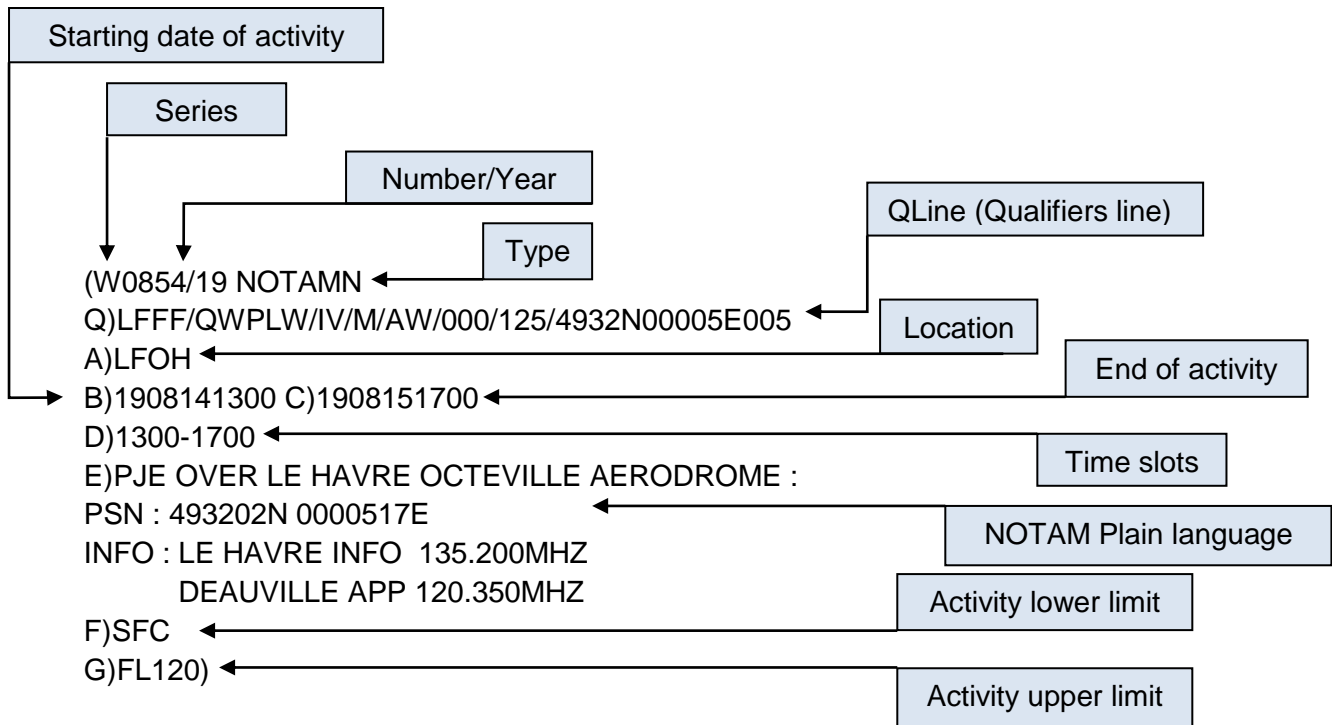 Starting date of activity
Series
Number/Year
QLine (Qualifiers line)
Type
(W0854/19 NOTAMN
Q)LFFF/QWPLW/IV/M/AW/000/125/4932N00005E005
Location
A)LFOH
End of activity
B)1908141300 C)1908151700
D)1300-1700
Time slots
E)PJE OVER LE HAVRE OCTEVILLE AERODROME :
PSN : 493202N 0000517E
NOTAM Plain language
INFO : LE HAVRE INFO 135.200MHZ
DEAUVILLE APP 120.350MHZ
Activity lower limit
F)SFC
G)FL120)
Activity upper limit